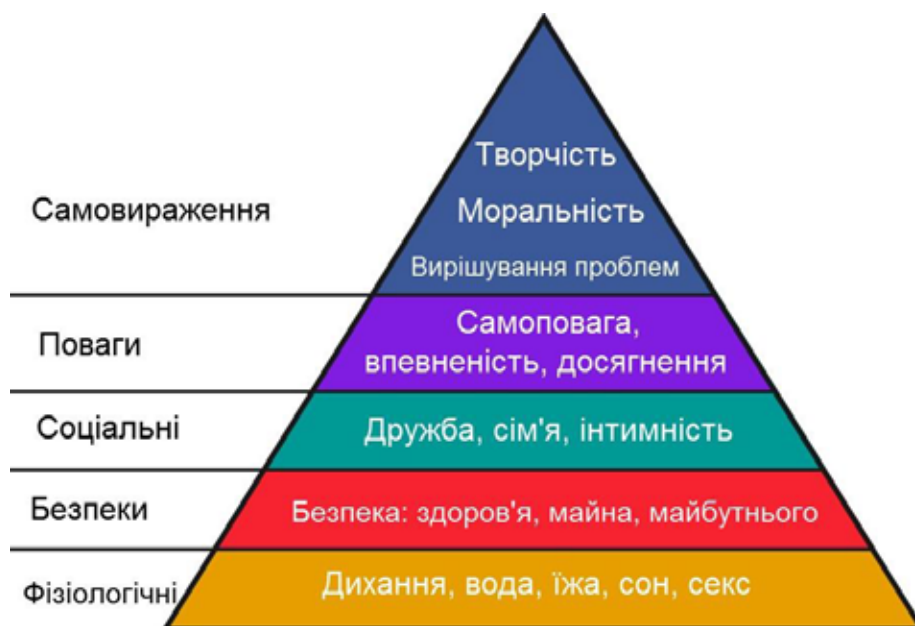 Творчість
Самовираження
Моральність
Вирішування проблем
Поваги
Самоповага,
впевненість, досягнення
Соціальні
Дружба, сім'я, інтимність
Безпеки
Безпека: здоров'я, майна, майбутнього
Фізіологічні
Дихання, вода, їжа, сон, секс